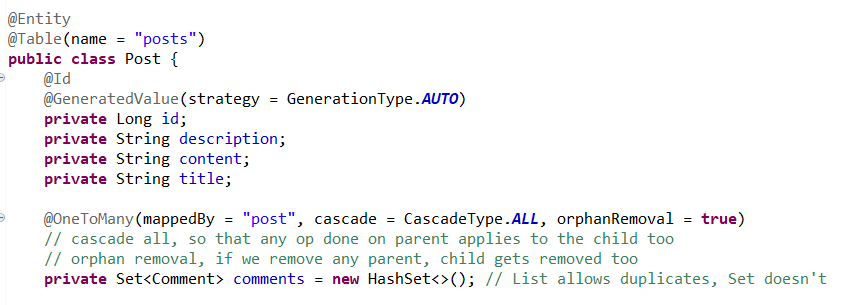 @Entity
@Table(name = "posts")
public class Post {
@Id
@GeneratedValue(strategy = GenerationType.AUTO)
private Long id;
private String description;
private String content;
private String title;
@OneToMany(mappedBy = "post", cascade = CascadeType.ALL, orphanRemoval = true)
// cascade all, so that any op done on parent applies to the child too
// orphan removal, if we remove any parent, child gets removed too
private Set<Comment> comments = new HashSet<>(); // List allows duplicates, Set doesn't